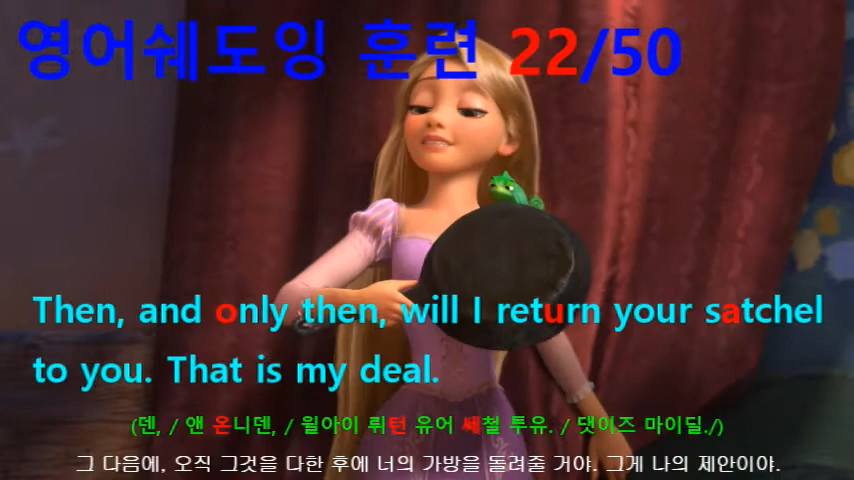 영어쉐도잉 훈련 22/50
Then, and only then, will I return your satchel
to you. That is my deal.
(덴, / 앤 온니덴, / 윌아이 뤼턴 유어 쎄철 투유. / 댓이즈 마이딜./)
그 다음에, 오직 그것을 다한 후에 너의 가방을 돌려줄 거야. 그게 나의 제안이야.